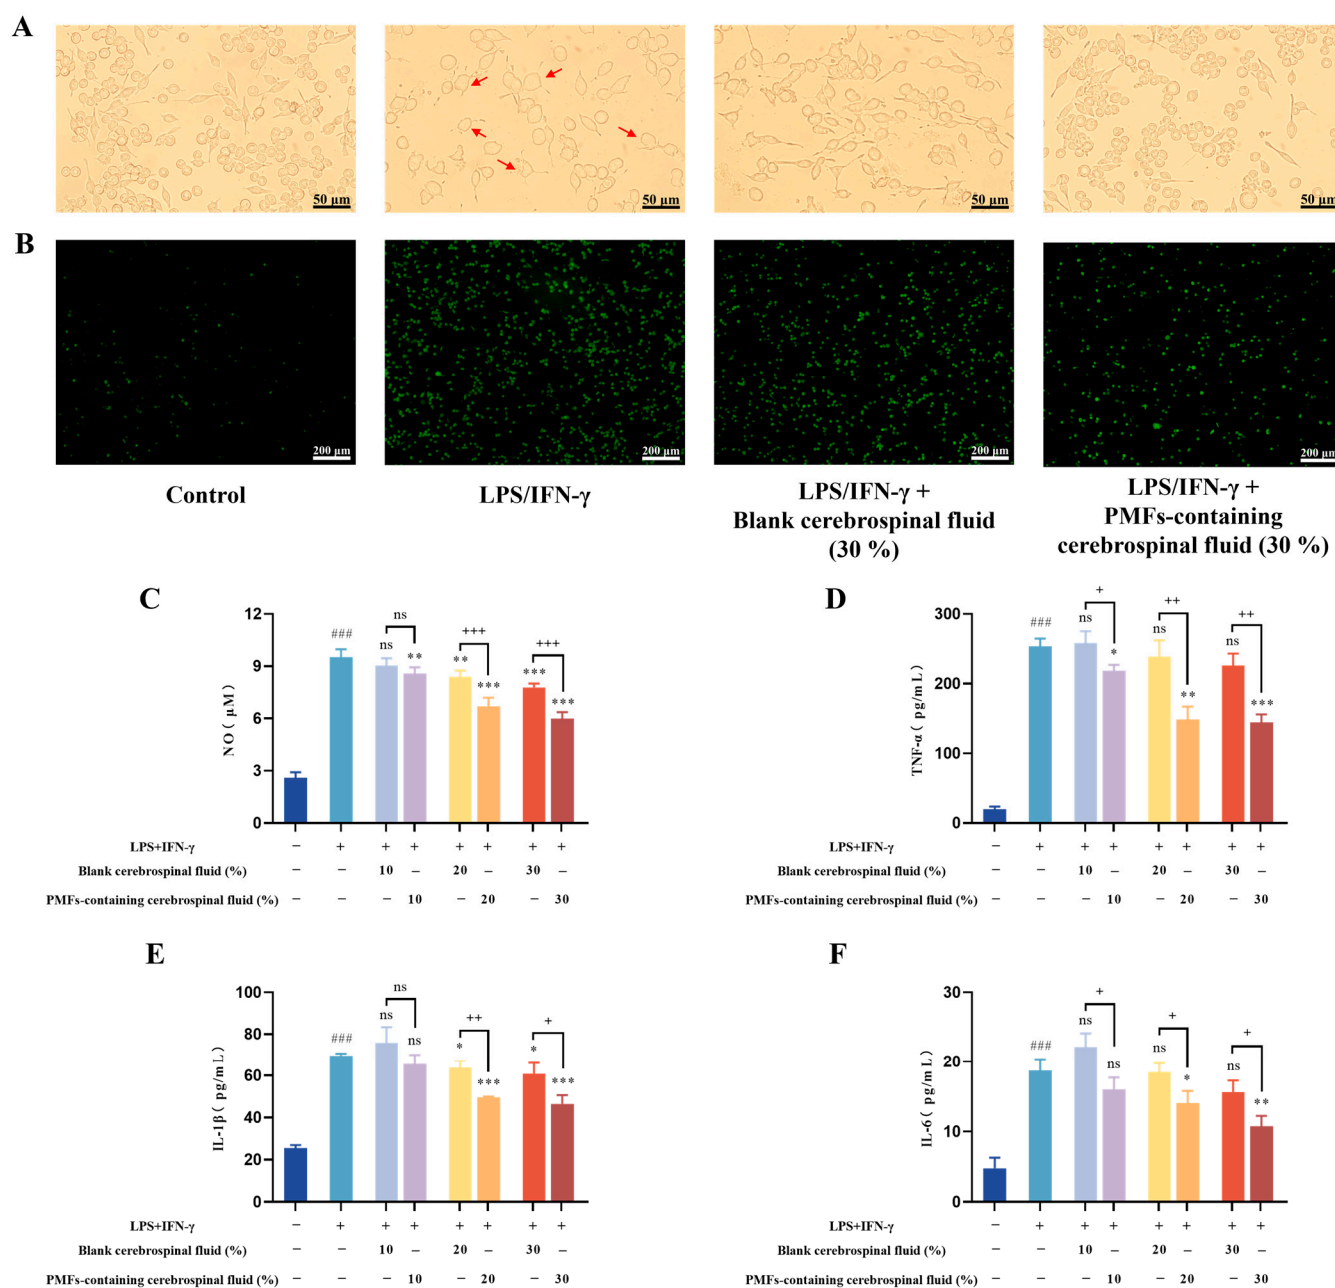 A
50 µm
50 µm
50 µm
50 µm
B
200 µm
200 µm
200 µm
200 µm
Control
LPS/IFN-γ
LPS/IFN-γ +
Blank cerebrospinal fluid
(30 %)
LPS/IFN-γ +
PMFs-containing
cerebrospinal fluid (30 %)
C
NO ( µM)
12
9
6
3
0
###
ns
ns
**
+++
**
***
+++
***
***
LPS+IFN-γ − + + + + + + +
Blank cerebrospinal fluid (%) − − 10 − 20 − 30 −
PMFs-containing cerebrospinal fluid (%) − − − 10 − 20 − 30
D
TNF-α ( pg/mL)
300
200
100
0
###
+
ns
*
++
ns
**
++
ns
***
LPS+IFN-γ − + + + + + + +
Blank cerebrospinal fluid (%) − − 10 − 20 − 30 −
PMFs-containing cerebrospinal fluid (%) − − − 10 − 20 − 30
E
IL-1β ( pg/mL)
100
80
60
40
20
0
###
ns
ns
ns
++
*
***
+
*
***
LPS+IFN-γ − + + + + + + +
Blank cerebrospinal fluid (%) − − 10 − 20 − 30 −
PMFs-containing cerebrospinal fluid (%) − − − 10 − 20 − 30
F
IL-6 ( pg/mL)
30
20
10
0
###
+
ns
ns
+
ns
*
+
ns
**
LPS+IFN-γ − + + + + + + +
Blank cerebrospinal fluid (%) − − 10 − 20 − 30 −
PMFs-containing cerebrospinal fluid (%) − − − 10 − 20 − 30